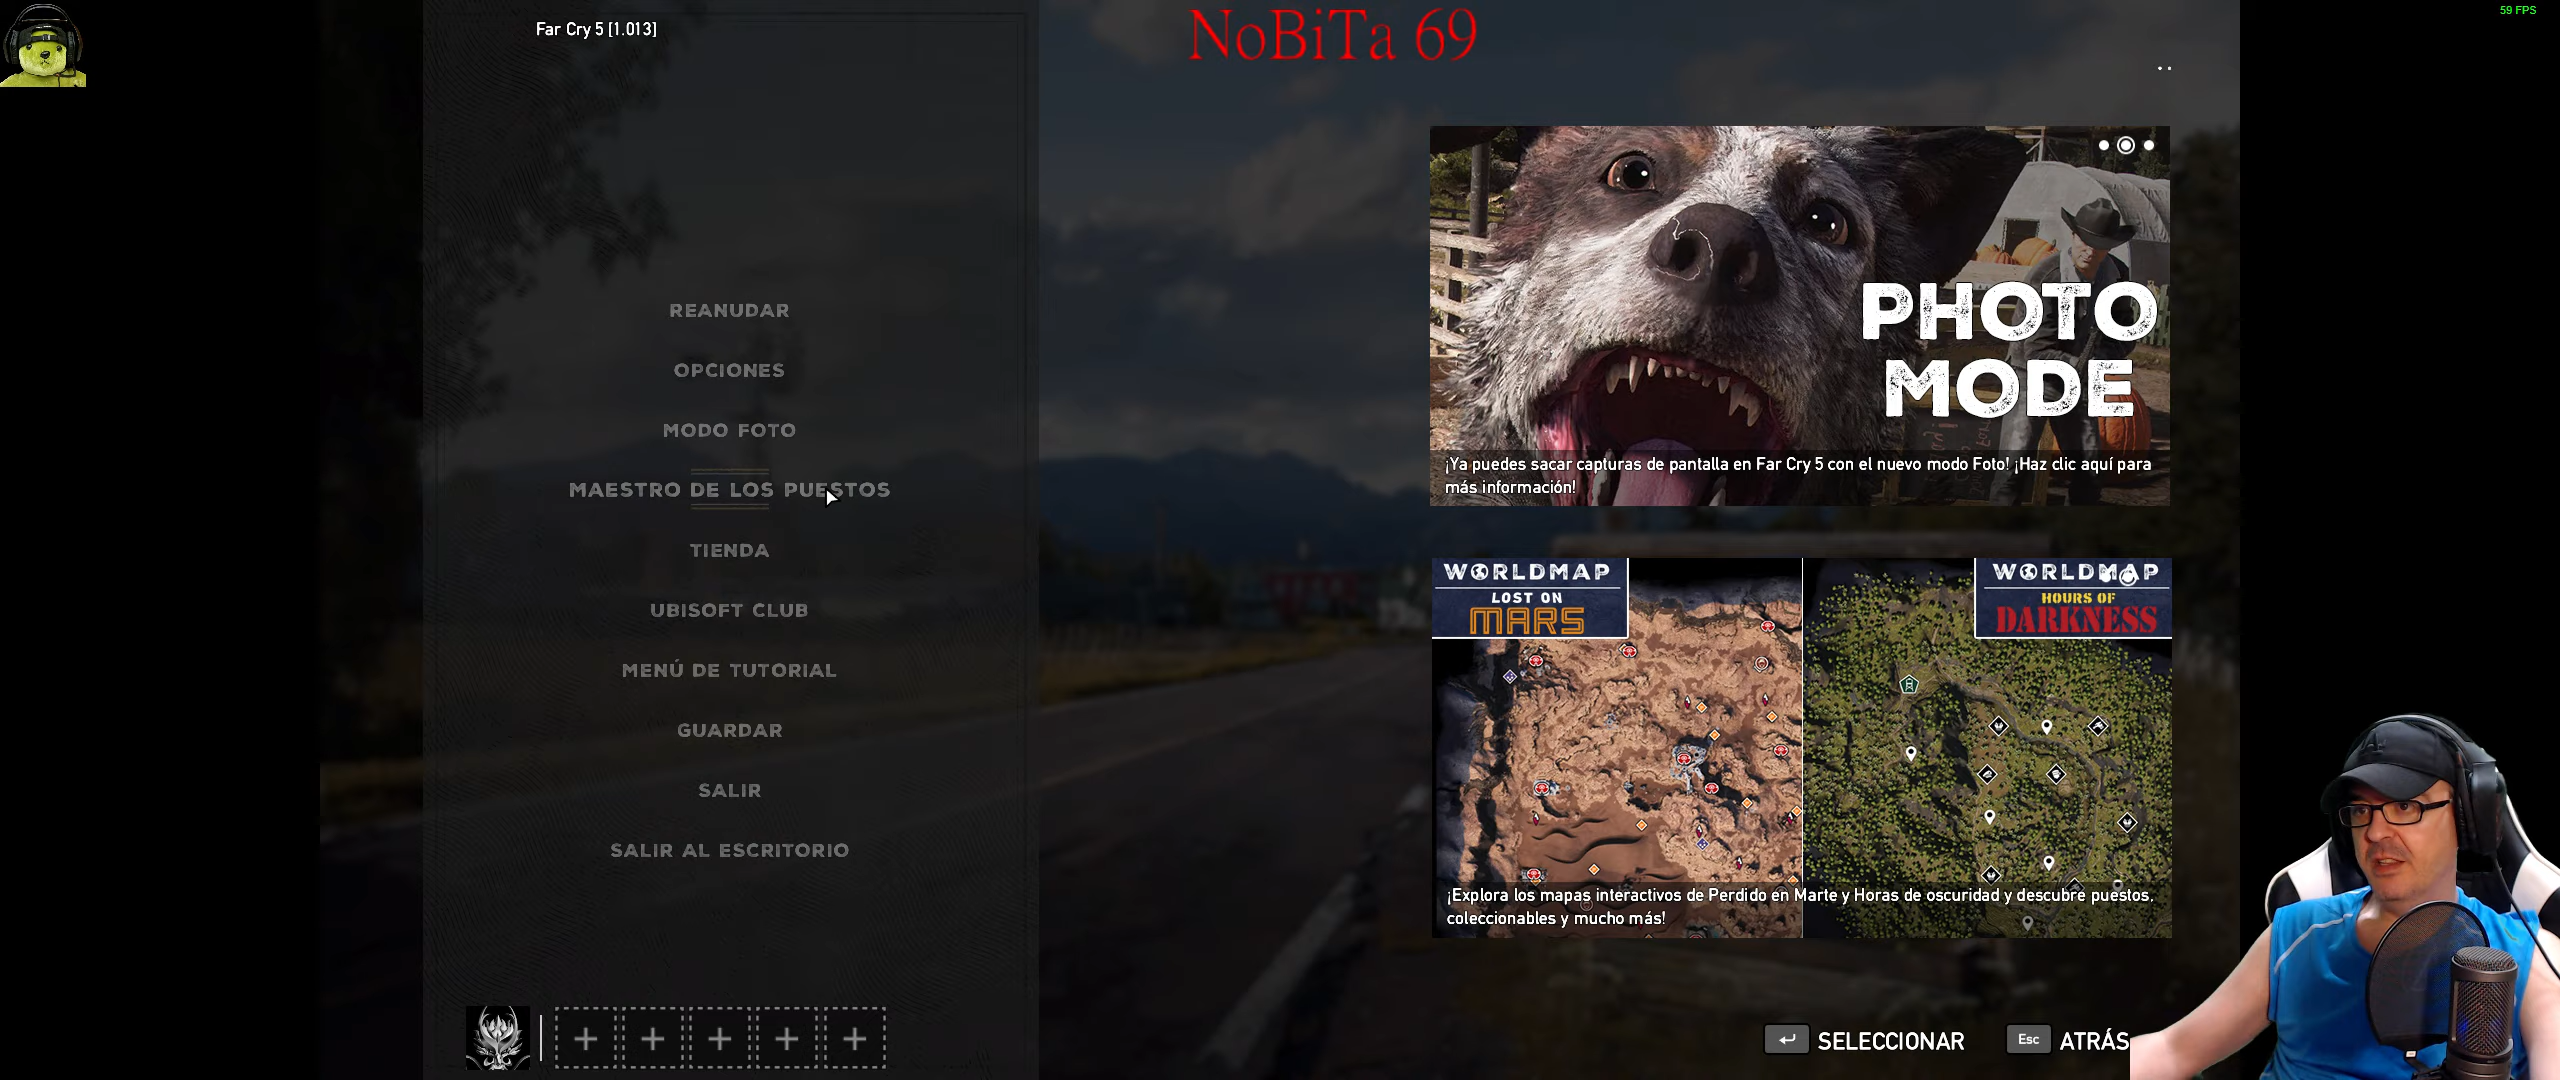 Far Cry 5 [1.013]
NoBiTa 69
59 FPS
REANUDAR
OPCIONES
MODO FOTO
MAESTRO DE LOS PUESTOS
TIENDA
UBISOFT CLUB
MENÚ DE TUTORIAL
GUARDAR
SALIR
SALIR AL ESCRITORIO
PHOTO
MODE
¡Ya puedes sacar capturas de pantalla en Far Cry 5 con el nuevo modo Foto! ¡Haz clic aquí para
más información!
WORLDMAP
LOST ON
MARS
WORLDMAP
HOURS OF
DARKNESS
¡Explora los mapas interactivos de Perdido en Marte y Horas de oscuridad y descubre puestos,
coleccionables y mucho más!
SELECCIONAR
Esc ATRÁS